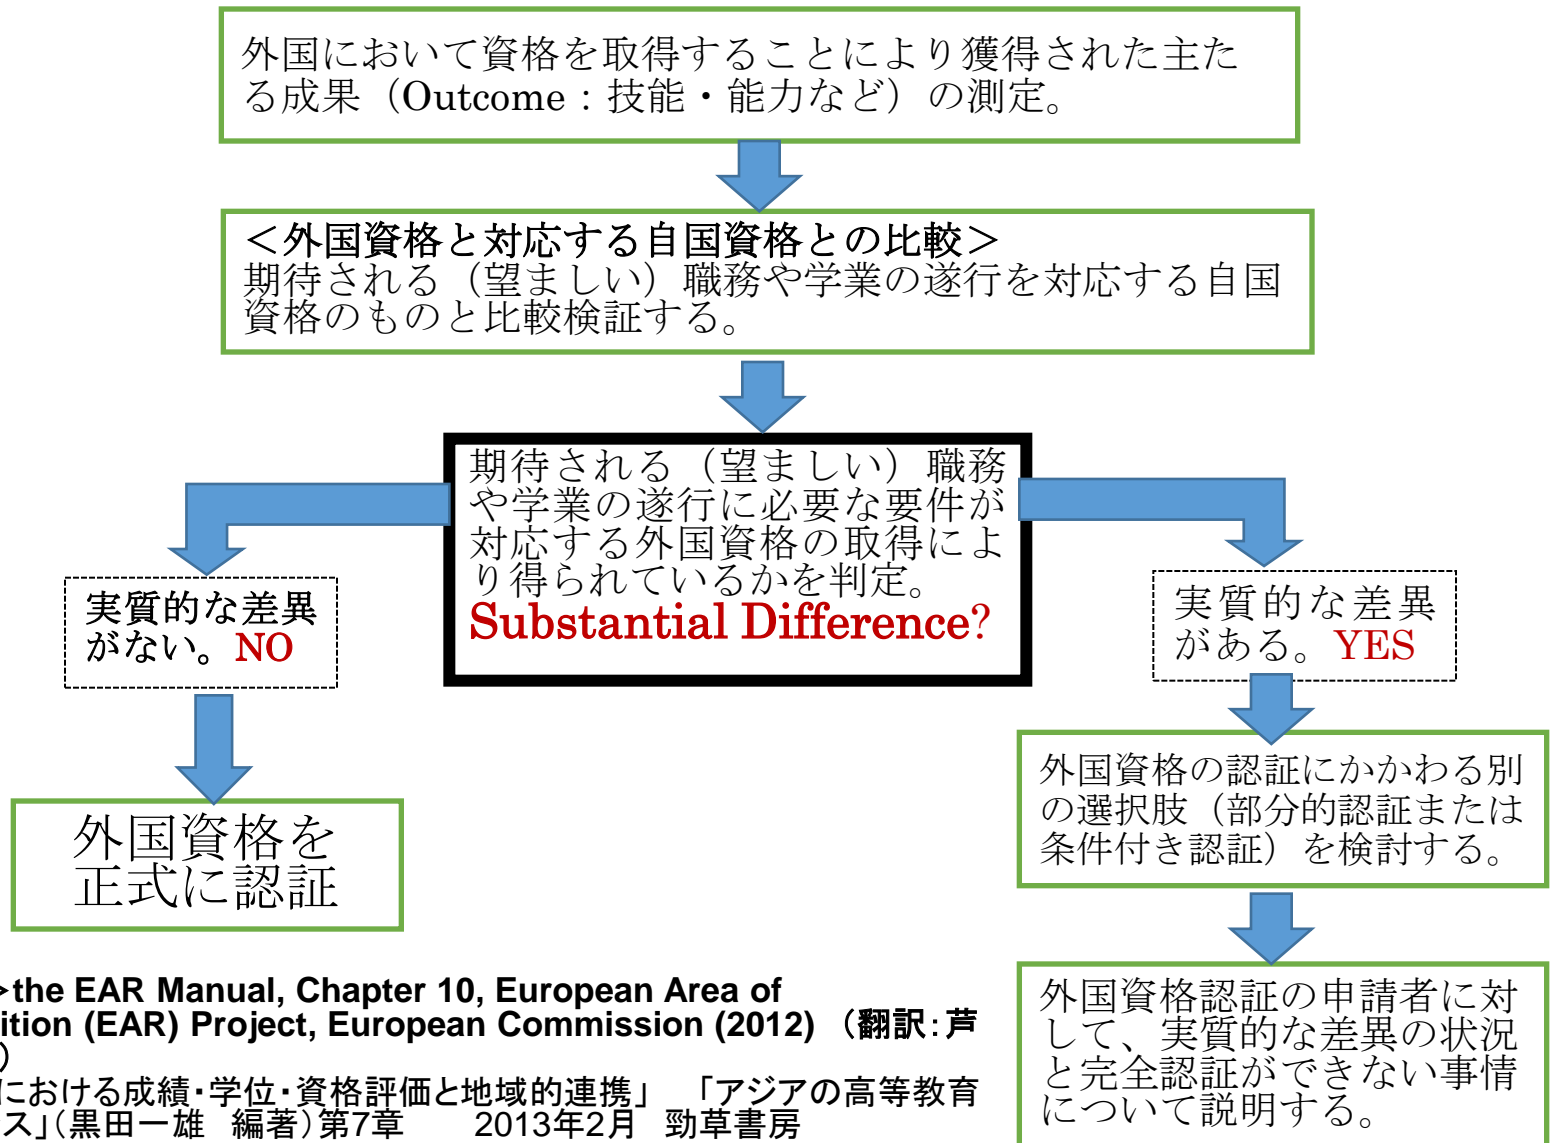 外国において資格を取得することにより獲得された主た
る成果（Outcome：技能・能力など）の測定。
＜外国資格と対応する自国資格との比較＞
期待される（望ましい）職務や学業の遂行を対応する自国
資格のものと比較検証する。
期待される（望ましい）職務
や学業の遂行に必要な要件が
対応する外国資格の取得によ
り得られているかを判定。
Substantial Difference?
実質的な差異
がない。NO
実質的な差異
がある。YES
外国資格を
正式に認証
外国資格の認証にかかわる別
の選択肢（部分的認証または
条件付き認証）を検討する。
外国資格認証の申請者に対
して、実質的な差異の状況
と完全認証ができない事情
について説明する。
>the EAR Manual, Chapter 10, European Area of
ition (EAR) Project, European Commission (2012) （翻訳：芦
）
における成績・学位・資格評価と地域的連携」 「アジアの高等教育
ス」（黒田一雄 編著）第7章 2013年2月 勁草書房